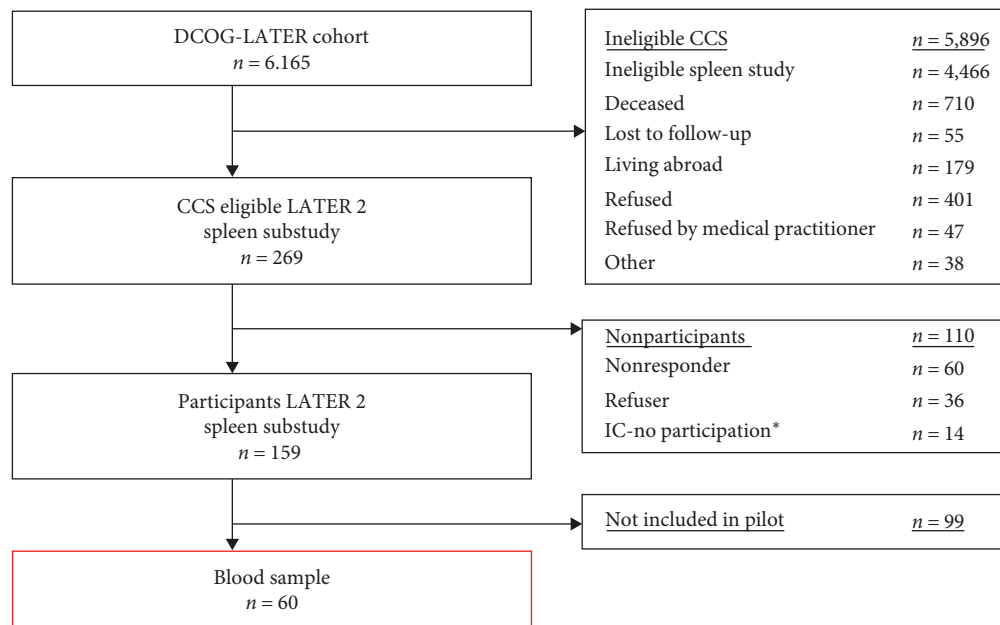 DCOG-LATER cohort
n = 6.165
Ineligible CCS n = 5,896
Ineligible spleen study n = 4,466
Deceased n = 710
Lost to follow-up n = 55
Living abroad n = 179
Refused n = 401
Refused by medical practitioner n = 47
Other n = 38
CCS eligible LATER 2
spleen substudy
n = 269
Nonparticipants n = 110
Nonresponder n = 60
Refuser n = 36
IC-no participation* n = 14
Participants LATER 2
spleen substudy
n = 159
Not included in pilot n = 99
Blood sample
n = 60